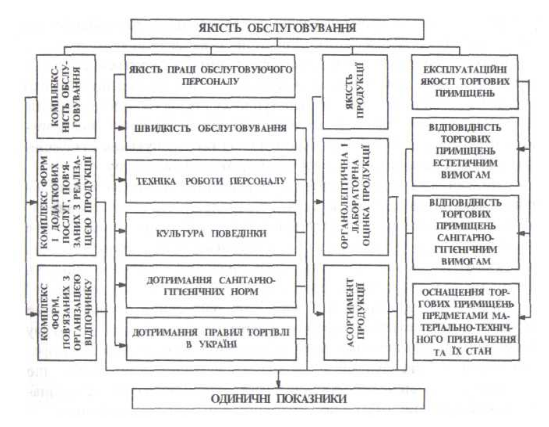 ЯКІСТЬ ОБСЛУГОВУВАННЯ
КОМПЛЕКС-
НІСТЬ ОБСЛУ-
ГОВУВАННЯ
КОМПЛЕКС ФОРМ
І ДОДАТКОВИХ
ПОСЛУГ, ПОВ'Я-
ЗАНИХ З РЕАЛІЗА-
ЦІЄЮ ПРОДУКЦІЇ
КОМПЛЕКС
ФОРМ,
ПОВ'ЯЗАНИХ З
ОРГАНІЗАЦІЄЮ
ВІДПОЧИНКУ
ЯКІСТЬ ПРАЦІ ОБСЛУГОВУЮЧОГО
ПЕРСОНАЛУ
ШВИДКІСТЬ ОБСЛУГОВУВАННЯ
ТЕХНІКА РОБОТИ ПЕРСОНАЛУ
КУЛЬТУРА ПОВЕДІНКИ
ДОТРИМАННЯ САНІТАРНО-
ГІГІЄНІЧНИХ НОРМ
ДОТРИМАННЯ ПРАВИЛ ТОРГІВЛІ
В УКРАЇНІ
ЯКІСТЬ
ПРОДУКЦІЇ
ОРГАНОЛЕПТИЧНА І
ЛАБОРАТОРНА
ОЦІНКА ПРОДУКЦІЇ
АСОРТИМЕНТ
ПРОДУКЦІЇ
ЕКСПЛУАТАЦІЙНІ
ЯКОСТІ ТОРГОВИХ
ПРИМІЩЕНЬ
ВІДПОВІДНІСТЬ
ТОРГОВИХ
ПРИМІЩЕНЬ
ЕСТЕТИЧНИМ
ВИМОГАМ
ВІДПОВІДНІСТЬ
ТОРГОВИХ
ПРИМІЩЕНЬ
САНІТАРНО-
ГІГІЄНІЧНИМ
ВИМОГАМ
ОСНАЩЕННЯ ТОР-
ГОВИХ ПРИМІЩЕНЬ
ПРЕДМЕТАМИ МА-
ТЕРІАЛЬНО-ТЕХНІЧ-
НОГО ПРИЗНАЧЕННЯ
ТА ЇХ СТАН
ОДИНИЧНІ ПОКАЗНИКИ